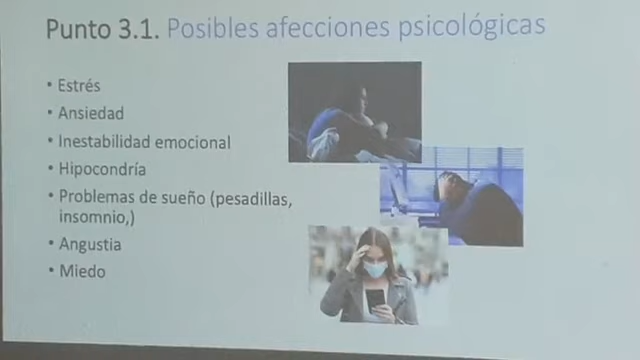 Punto 3.1. Posibles afecciones psicológicas
• Estrés
• Ansiedad
• Inestabilidad emocional
• Hipocondría
• Problemas de sueño (pesadillas,
insomnio,)
• Angustia
• Miedo